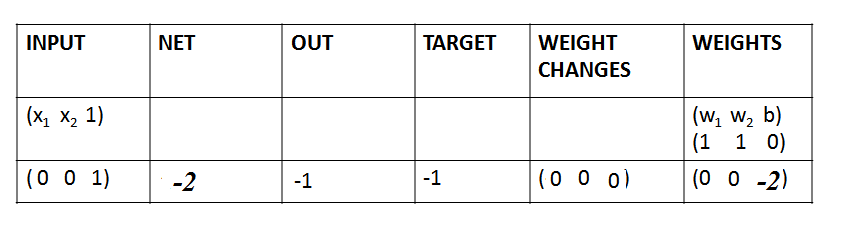 INPUT NET OUT TARGET WEIGHT CHANGES WEIGHTS
(x₁ x₂ 1) (w₁ w₂ b)
(1 1 0)
(0 0 1) -2 -1 -1 (0 0 0) (0 0 -2)